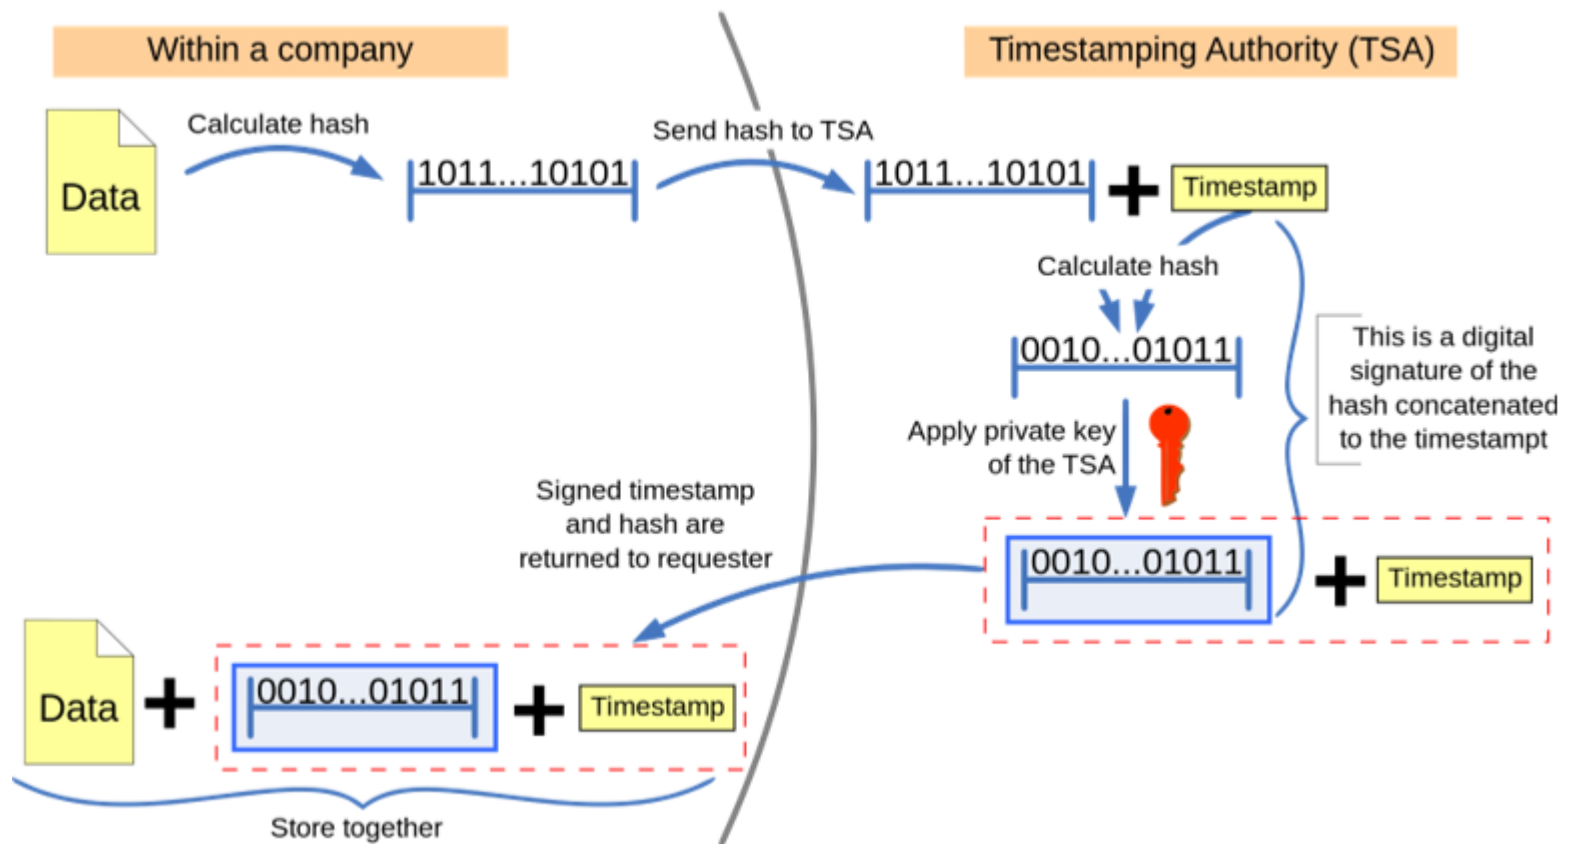 Within a company
Timestamping Authority (TSA)
Calculate hash
Send hash to TSA
Data
1011...10101
1011...10101
Timestamp
Calculate hash
0010...01011
This is a digital
signature of the
hash concatenated
to the timestampt
Apply private key
of the TSA
Signed timestamp
and hash are
returned to requester
0010...01011
Timestamp
Data
0010...01011
Timestamp
Store together